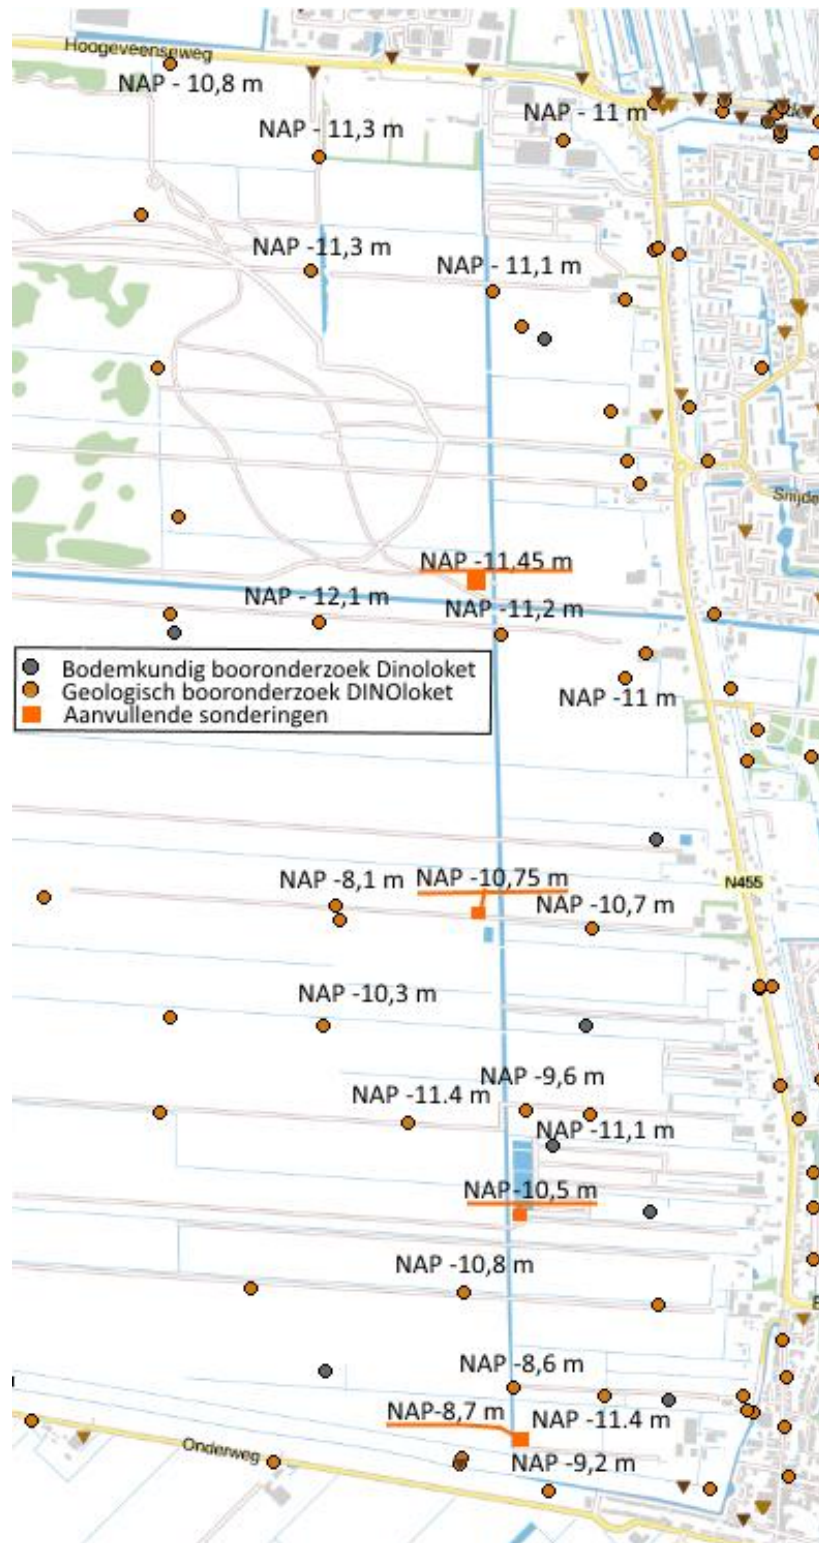 Hoogeveenseweg
NAP - 10,8 m
NAP - 11 m
NAP - 11,3 m
NAP -11,3 m
NAP - 11,1 m
NAP -11,45 m
NAP - 12,1 m
NAP -11,2 m
Bodemkundig booronderzoek Dinoloket
Geologisch booronderzoek DINOloket
Aanvullende sonderingen
NAP -11 m
NAP -8,1 m
NAP -10,75 m
N455
NAP -10,7 m
NAP -10,3 m
NAP -9,6 m
NAP -11.4 m
NAP -11,1 m
NAP-10,5 m
NAP -10,8 m
NAP -8,6 m
NAP-8,7 m
NAP -11.4 m
Onderweg
NAP -9,2 m